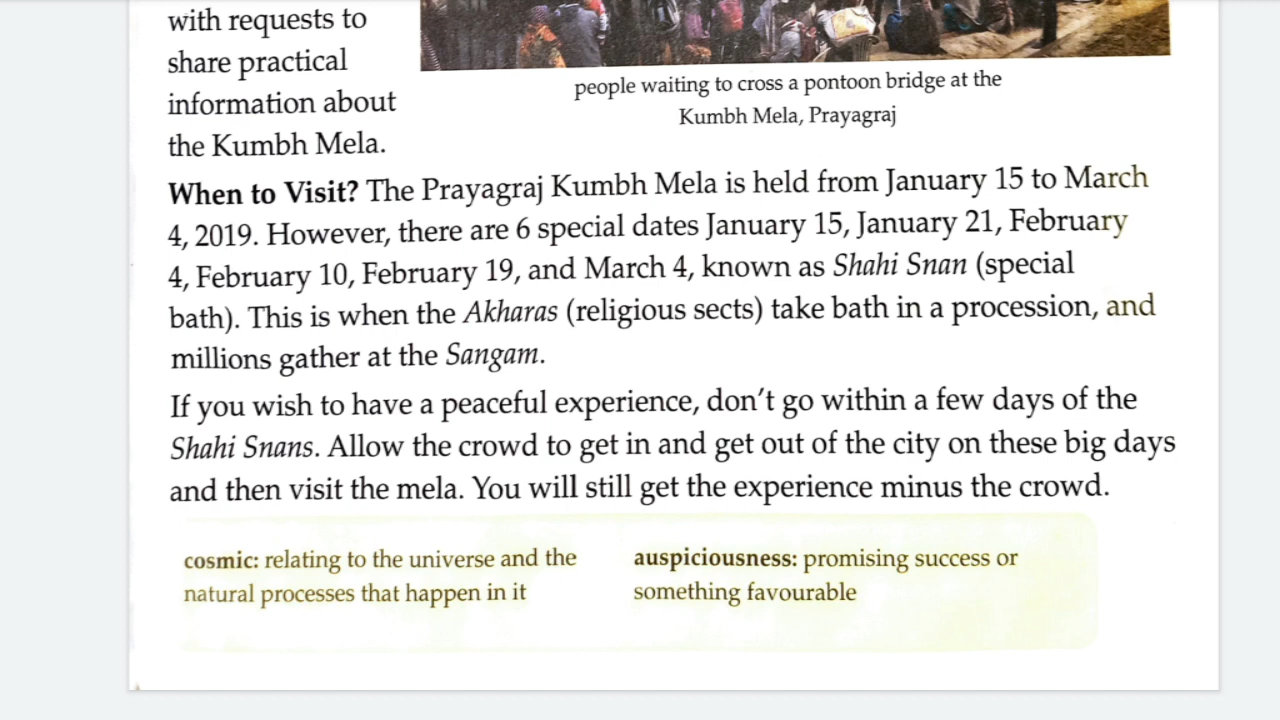 with requests to
share practical
information about
the Kumbh Mela.
people waiting to cross a pontoon bridge at the
Kumbh Mela, Prayagraj
When to Visit? The Prayagraj Kumbh Mela is held from January 15 to March
4, 2019. However, there are 6 special dates January 15, January 21, February
4, February 10, February 19, and March 4, known as Shahi Snan (special
bath). This is when the Akharas (religious sects) take bath in a procession, and
millions gather at the Sangam.
If you wish to have a peaceful experience, don't go within a few days of the
Shahi Snans. Allow the crowd to get in and get out of the city on these big days
and then visit the mela. You will still get the experience minus the crowd.
cosmic: relating to the universe and the
natural processes that happen in it
auspiciousness: promising success or
something favourable